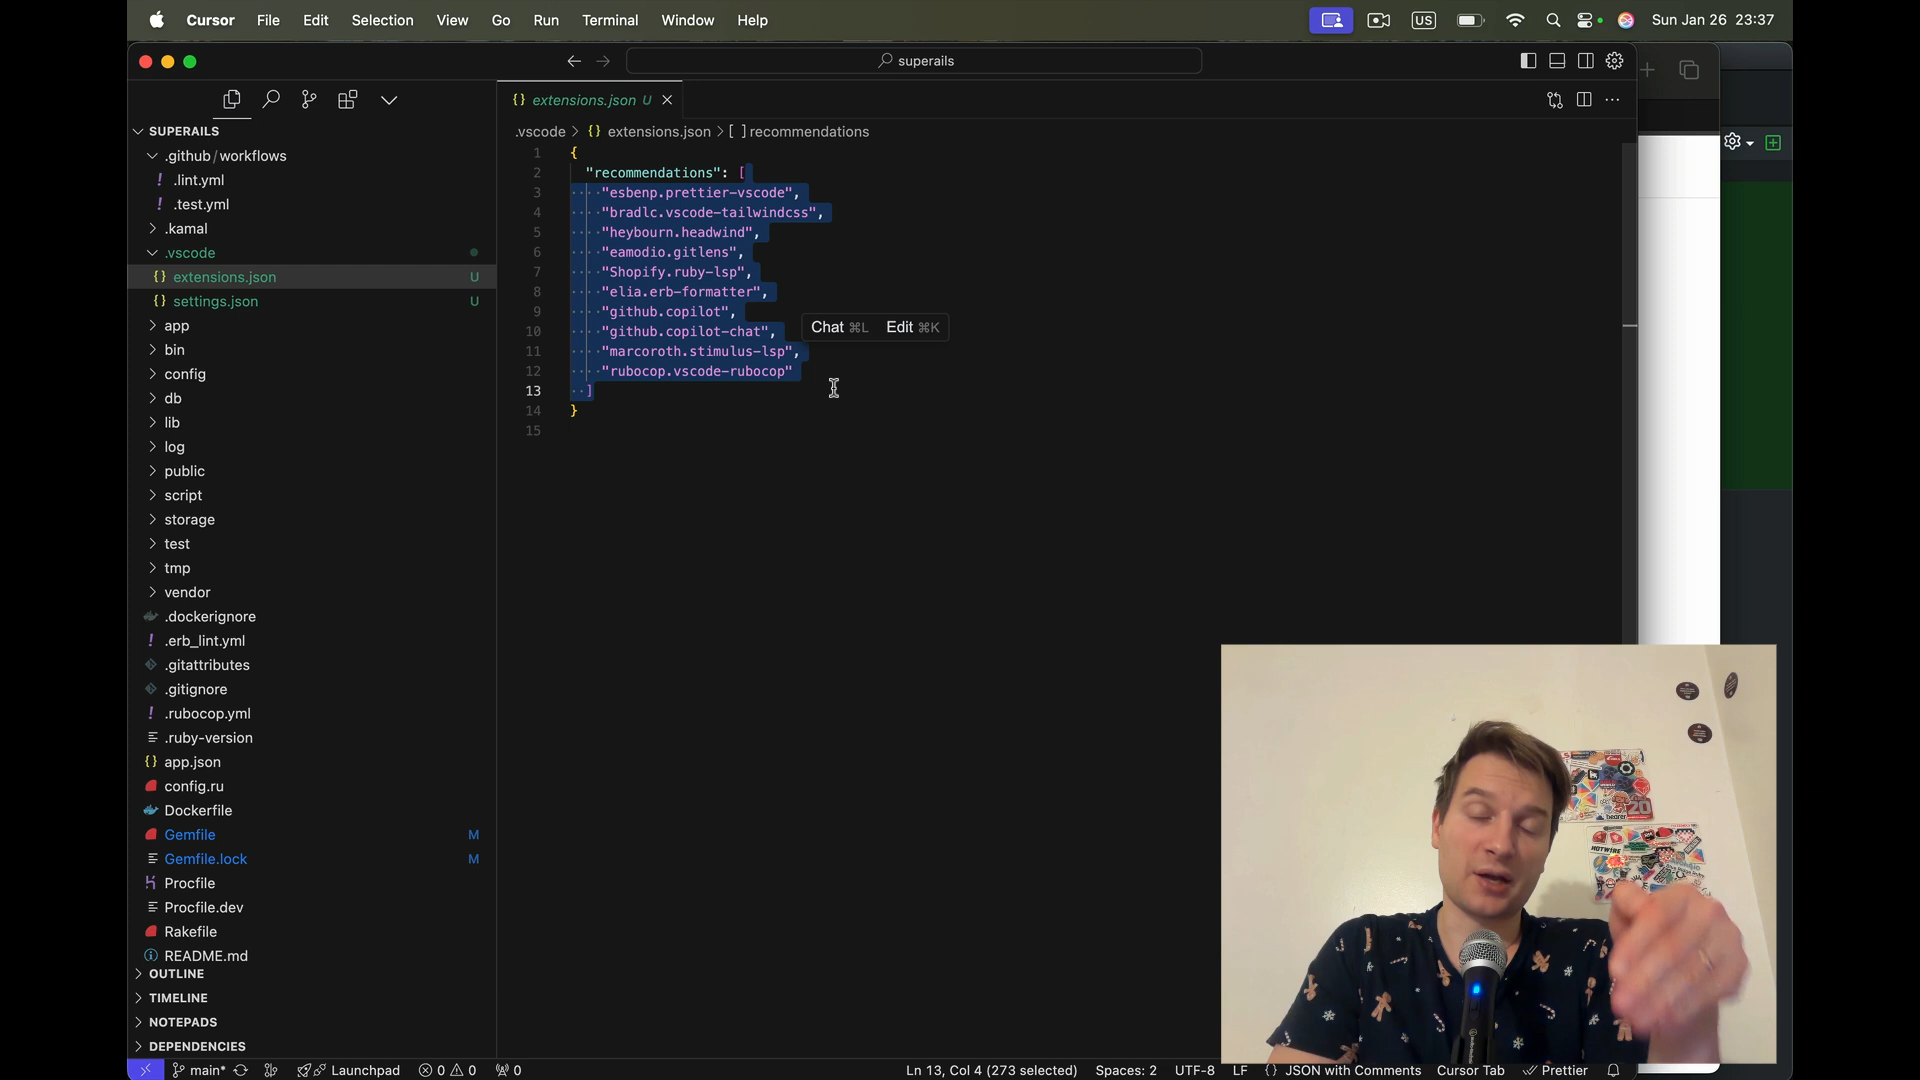 Cursor File Edit Selection View Go Run Terminal Window Help US Sun Jan 26 23:37
superails
extensions.json U
SUPERAILS
.github/workflows
.lint.yml
.test.yml
.kamal
.vscode
extensions.json U
settings.json U
app
bin
config
db
lib
log
public
script
storage
test
tmp
vendor
.dockerignore
.erb_lint.yml
.gitattributes
.gitignore
.rubocop.yml
.ruby-version
app.json
config.ru
Dockerfile
Gemfile M
Gemfile.lock M
Procfile
Procfile.dev
Rakefile
README.md
OUTLINE
TIMELINE
NOTEPADS
DEPENDENCIES
.vscode > {} extensions.json > [ ] recommendations
1 {
2 "recommendations": [
3 "esbenp.prettier-vscode",
4 "bradlc.vscode-tailwindcss",
5 "heybourn.headwind",
6 "eamodio.gitlens",
7 "Shopify.ruby-lsp",
8 "elia.erb-formatter",
9 "github.copilot",
10 "github.copilot-chat",
11 "marcoroth.stimulus-lsp",
12 "rubocop.vscode-rubocop"
13 ]
14 }
15
Chat ⌘L Edit ⌘K
HOTWIRE
bearer
20
main* Launchpad 0 0 0 Ln 13, Col 4 (273 selected) Spaces: 2 UTF-8 LF {} JSON with Comments Cursor Tab Prettier